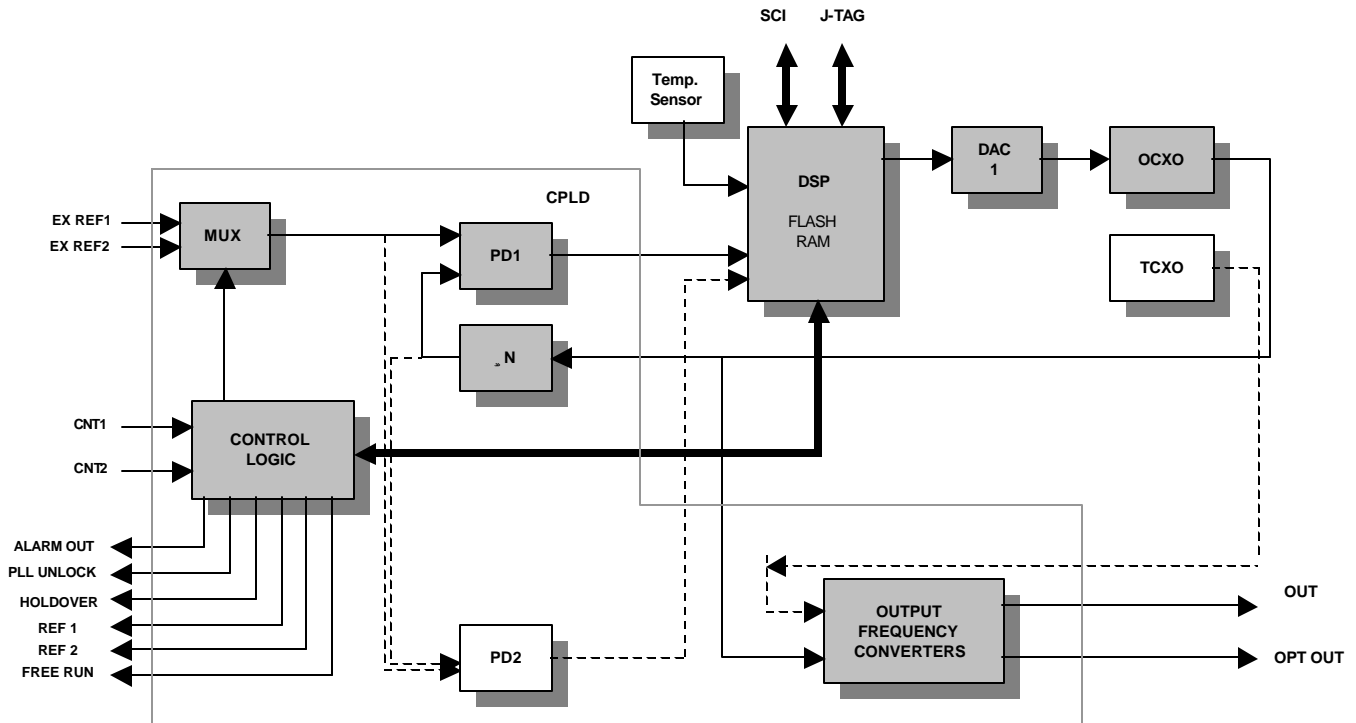 SCI J-TAG
Temp.
Sensor
DSP
FLASH
RAM
DAC
1
OCXO
CPLD
EX REF1
EX REF2
MUX
PD1
TCXO
N
CNT1
CNT2
CONTROL
LOGIC
ALARM OUT
PLL UNLOCK
HOLDOVER
REF 1
REF 2
FREE RUN
PD2
OUTPUT
FREQUENCY
CONVERTERS
OUT
OPT OUT